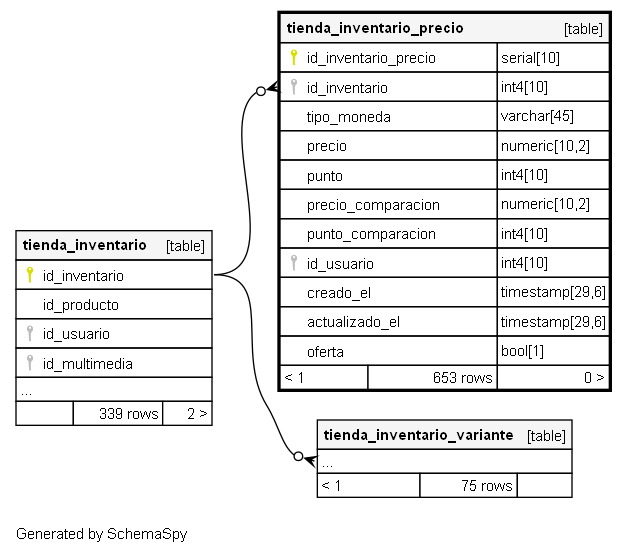 tienda_inventario_precio [table]
id_inventario_precio serial[10]
id_inventario int4[10]
tipo_moneda varchar[45]
precio numeric[10,2]
punto int4[10]
precio_comparacion numeric[10,2]
punto_comparacion int4[10]
id_usuario int4[10]
creado_el timestamp[29,6]
actualizado_el timestamp[29,6]
oferta bool[1]
< 1 653 rows 0 >
tienda_inventario [table]
id_inventario
id_producto
id_usuario
id_multimedia
...
339 rows 2 >
tienda_inventario_variante [table]
...
< 1 75 rows
Generated by SchemaSpy